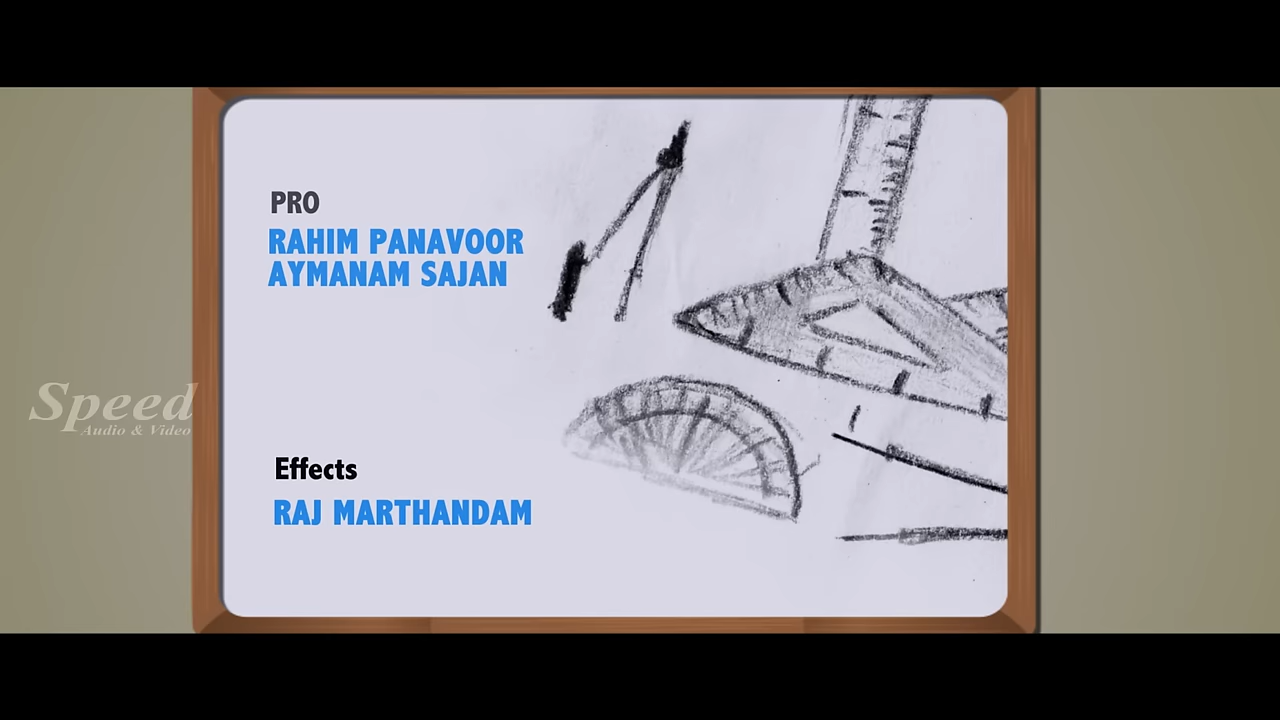 PRO
RAHIM PANAVOOR
AYMANAM SAJAN
Speed
Audio & Video
Effects
RAJ MARTHANDAM